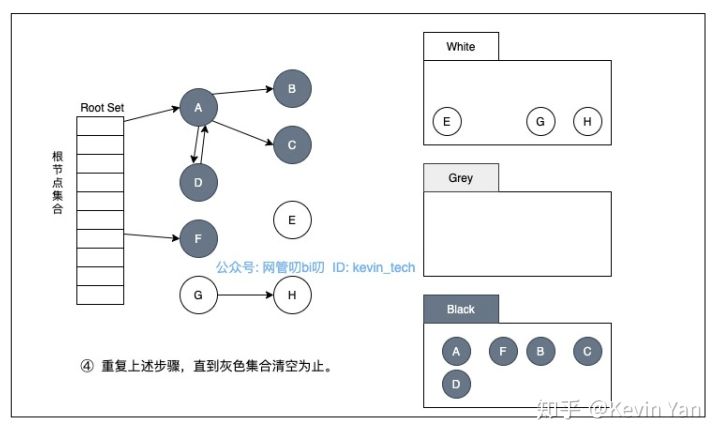 White
E
G
H
Root Set
根节点集合
A
B
C
D
E
F
G
H
Grey
公众号: 网管叨bi叨 ID: kevin_tech
Black
A
F
B
C
D
④ 重复上述步骤，直到灰色集合清空为止。
知乎 @Kevin Yan